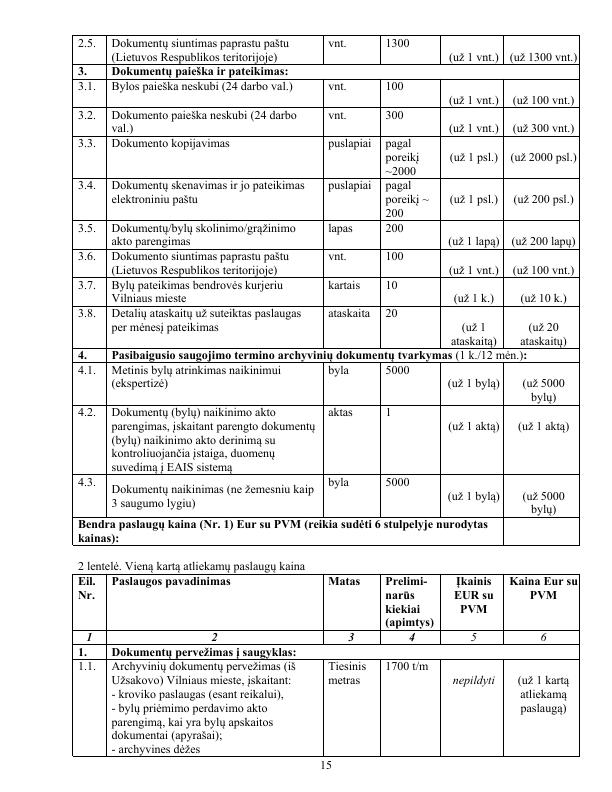 2.5. Dokumentų siuntimas paprastu paštu vnt. 1300
(Lietuvos Respublikos teritorijoje) (už 1 vnt.) (už 1300 vnt.)
3. Dokumentų paieška ir pateikimas:
3.1. Bylos paieška neskubi (24 darbo val.) vnt. 100
(už 1 vnt.) (už 100 vnt.)
3.2. Dokumento paieška neskubi (24 darbo vnt. 300
val.) (už 1 vnt.) (už 300 vnt.)
3.3. Dokumento kopijavimas puslapiai pagal
poreikį (už 1 psl.) (už 2000 psl.)
~2000
3.4. Dokumentų skenavimas ir jo pateikimas puslapiai pagal
elektroniniu paštu poreikį ~ (už 1 psl.) (už 200 psl.)
200
3.5. Dokumentų/bylų skolinimo/grąžinimo lapas 200
akto parengimas (už 1 lapą) (už 200 lapų)
3.6. Dokumento siuntimas paprastu paštu vnt. 100
(Lietuvos Respublikos teritorijoje) (už 1 vnt.) (už 100 vnt.)
3.7. Bylų pateikimas bendrovės kurjeriu kartais 10
Vilniaus mieste (už 1 k.) (už 10 k.)
3.8. Detalių ataskaitų už suteiktas paslaugas ataskaita 20
per mėnesį pateikimas (už 1 (už 20
ataskaitą) ataskaitų)
4. Pasibaigusio saugojimo termino archyvinių dokumentų tvarkymas (1 k./12 mėn.):
4.1. Metinis bylų atrinkimas naikinimui byla 5000
(ekspertizė) (už 1 bylą) (už 5000
bylų)
4.2. Dokumentų (bylų) naikinimo akto aktas 1
parengimas, įskaitant parengto dokumentų (už 1 aktą) (už 1 aktą)
(bylų) naikinimo akto derinimą su
kontroliuojančia įstaiga, duomenų
suvedimą į EAIS sistemą
4.3. byla 5000
Dokumentų naikinimas (ne žemesniu kaip (už 1 bylą) (už 5000
3 saugumo lygiu) bylų)
Bendra paslaugų kaina (Nr. 1) Eur su PVM (reikia sudėti 6 stulpelyje nurodytas
kainas):
2 lentelė. Vieną kartą atliekamų paslaugų kaina
Eil. Paslaugos pavadinimas Matas Prelimi- Įkainis Kaina Eur su
Nr. narūs EUR su PVM
kiekiai PVM
(apimtys)
1 2 3 4 5 6
1. Dokumentų pervežimas į saugyklas:
1.1. Archyvinių dokumentų pervežimas (iš Tiesinis 1700 t/m
Užsakovo) Vilniaus mieste, įskaitant: metras nepildyti (už 1 kartą
- kroviko paslaugas (esant reikalui), atliekamą
- bylų priėmimo perdavimo akto paslaugą)
parengimą, kai yra bylų apskaitos
dokumentai (apyrašai);
- archyvines dėžes
15